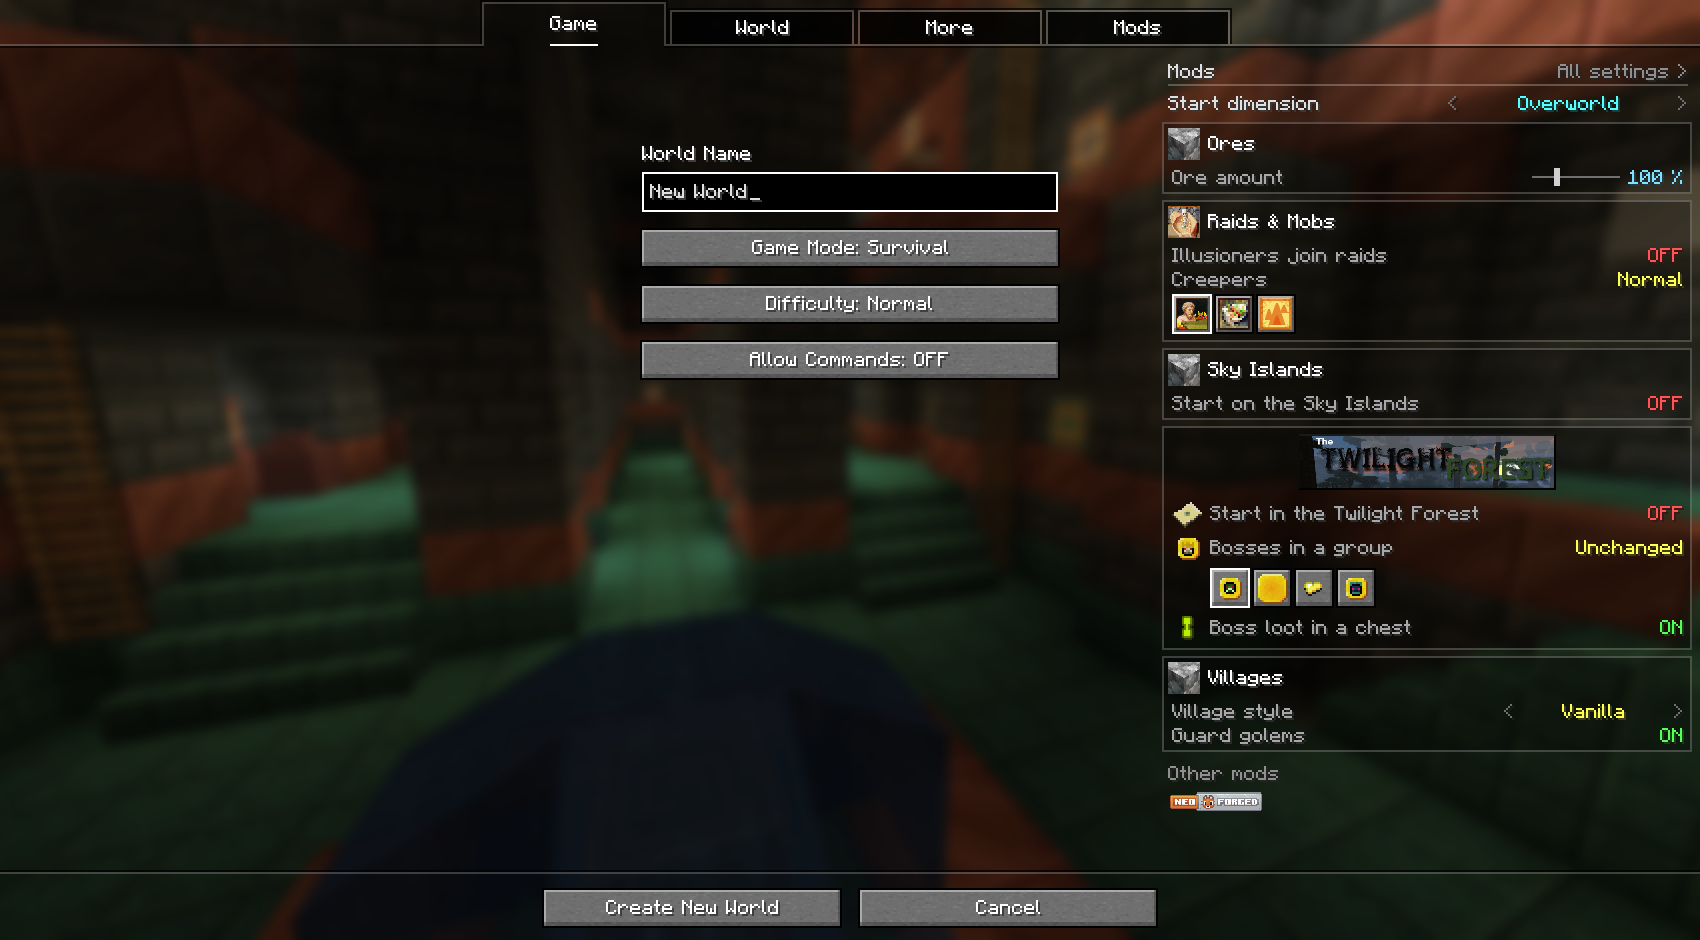 Game
World
More
Mods
World Name
New World_
Game Mode: Survival
Difficulty: Normal
Allow Commands: OFF
Mods
All settings >
Start dimension
< Overworld >
Ores
Ore amount
100 %
Raids & Mobs
Illusioners join raids
OFF
Creepers
Normal
Sky Islands
Start on the Sky Islands
OFF
The
TWILIGHT FOREST
Start in the Twilight Forest
OFF
Bosses in a group
Unchanged
Boss loot in a chest
ON
Villages
Village style
< Vanilla >
Guard golems
ON
Other mods
NEO FORGED
Create New World
Cancel